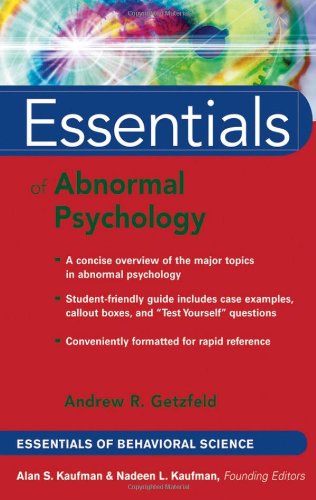 Essentials
of Abnormal
Psychology
A concise overview of the major topics
in abnormal psychology
Student-friendly guide includes case examples,
callout boxes, and "Test Yourself" questions
Conveniently formatted for rapid reference
Andrew R. Getzfeld
ESSENTIALS OF BEHAVIORAL SCIENCE
Alan S. Kaufman & Nadeen L. Kaufman, Founding Editors